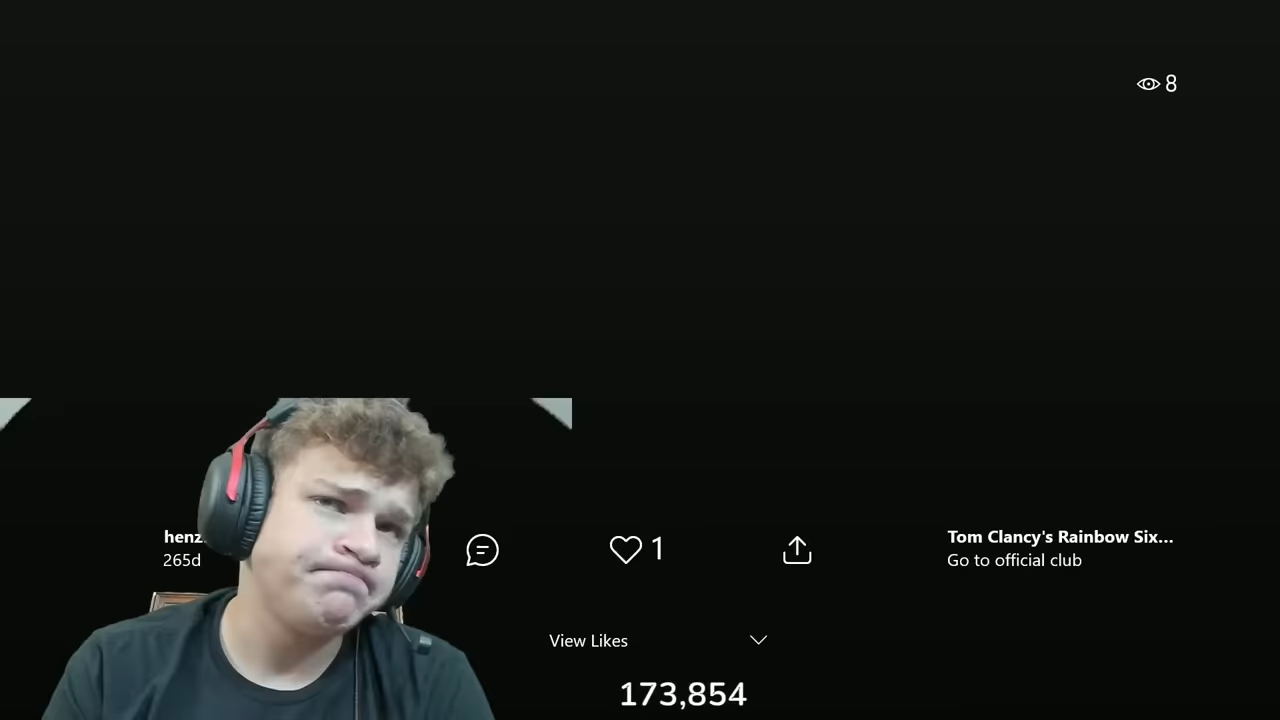 8
henz
265d
1
Tom Clancy's Rainbow Six...
Go to official club
View Likes
173,854